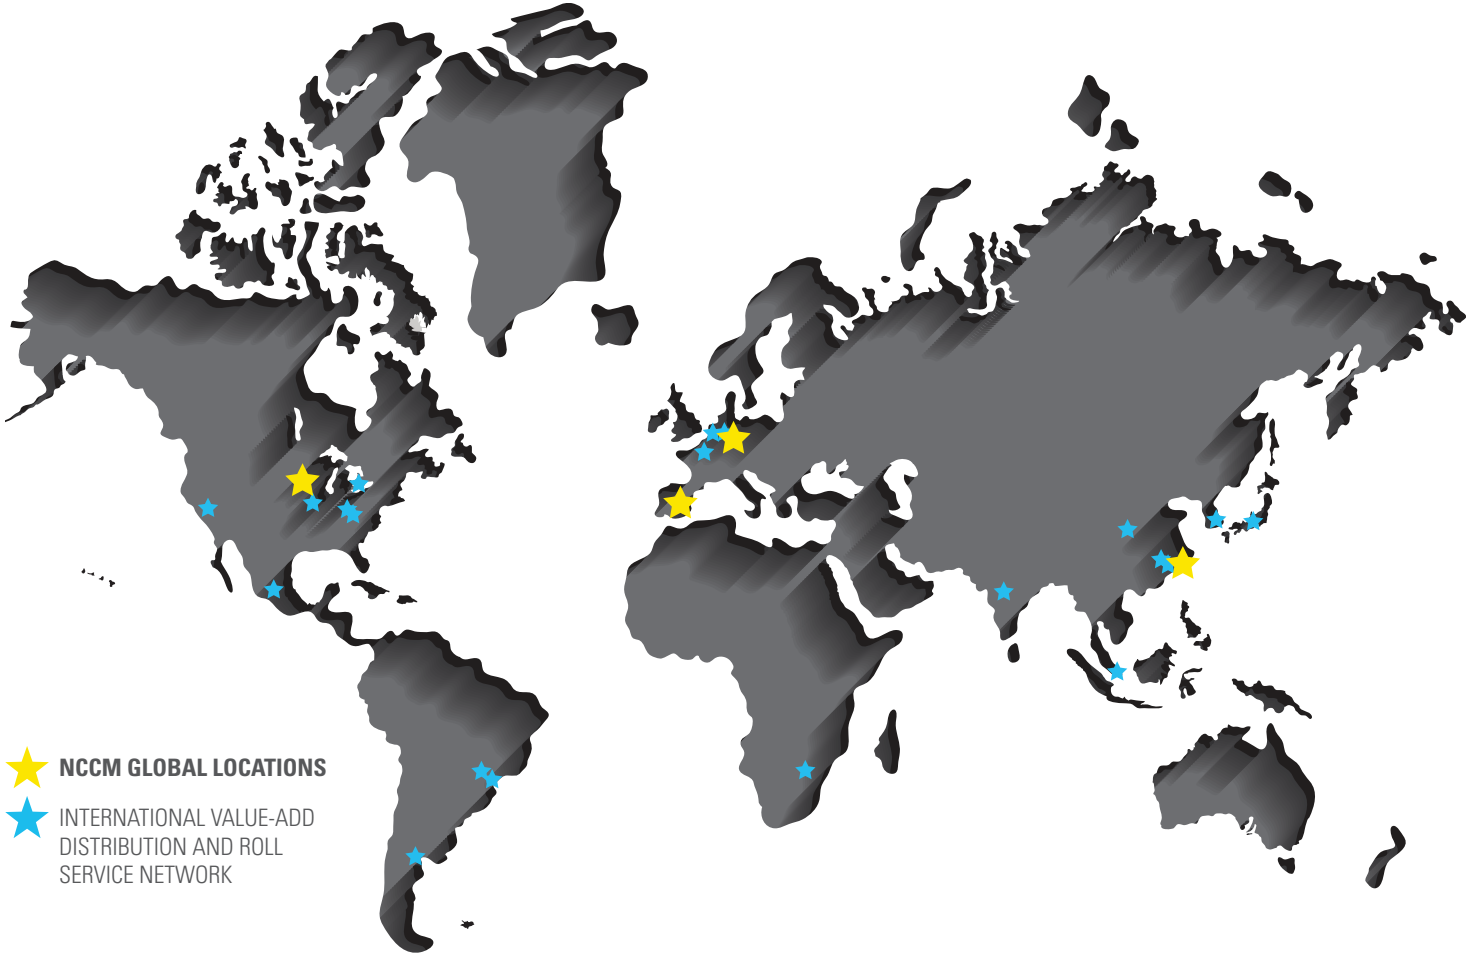 NCCM GLOBAL LOCATIONS
INTERNATIONAL VALUE-ADD
DISTRIBUTION AND ROLL
SERVICE NETWORK